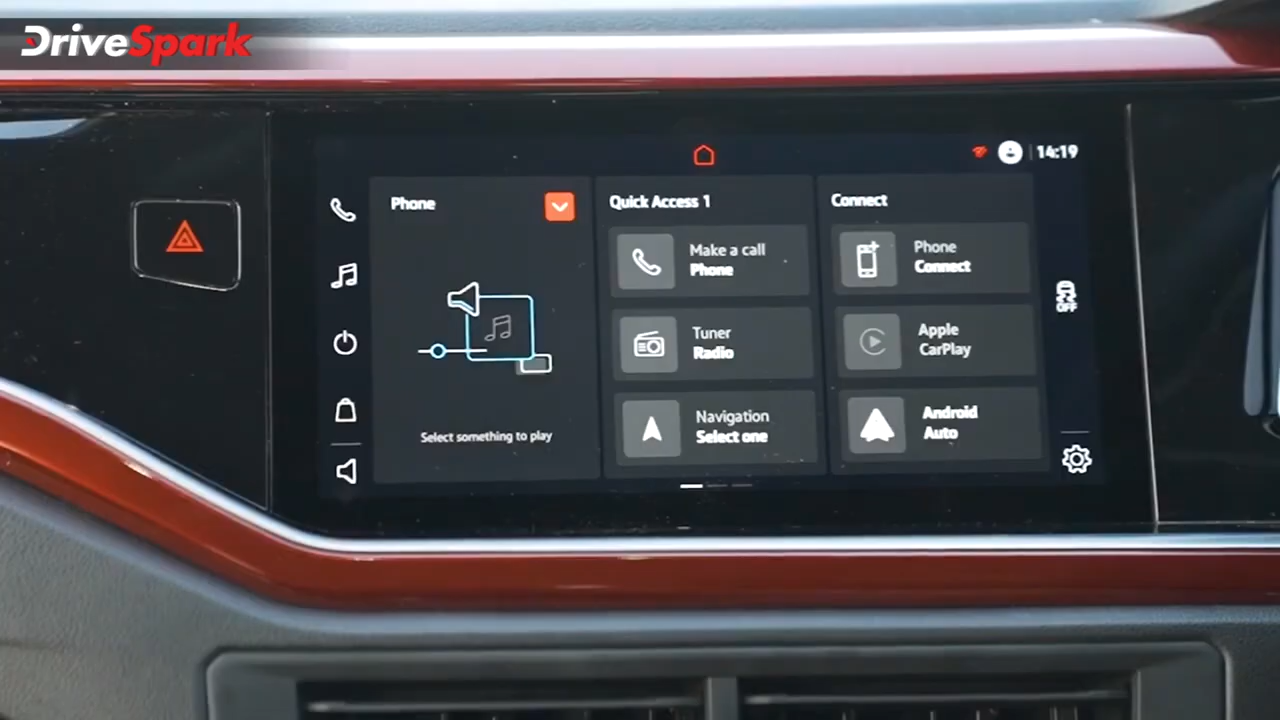 DriveSpark
14:19
Phone
Quick Access 1
Connect
Make a call
Phone
Phone
Connect
Tuner
Radio
Apple
CarPlay
OFF
Navigation
Select one
Android
Auto
Select something to play